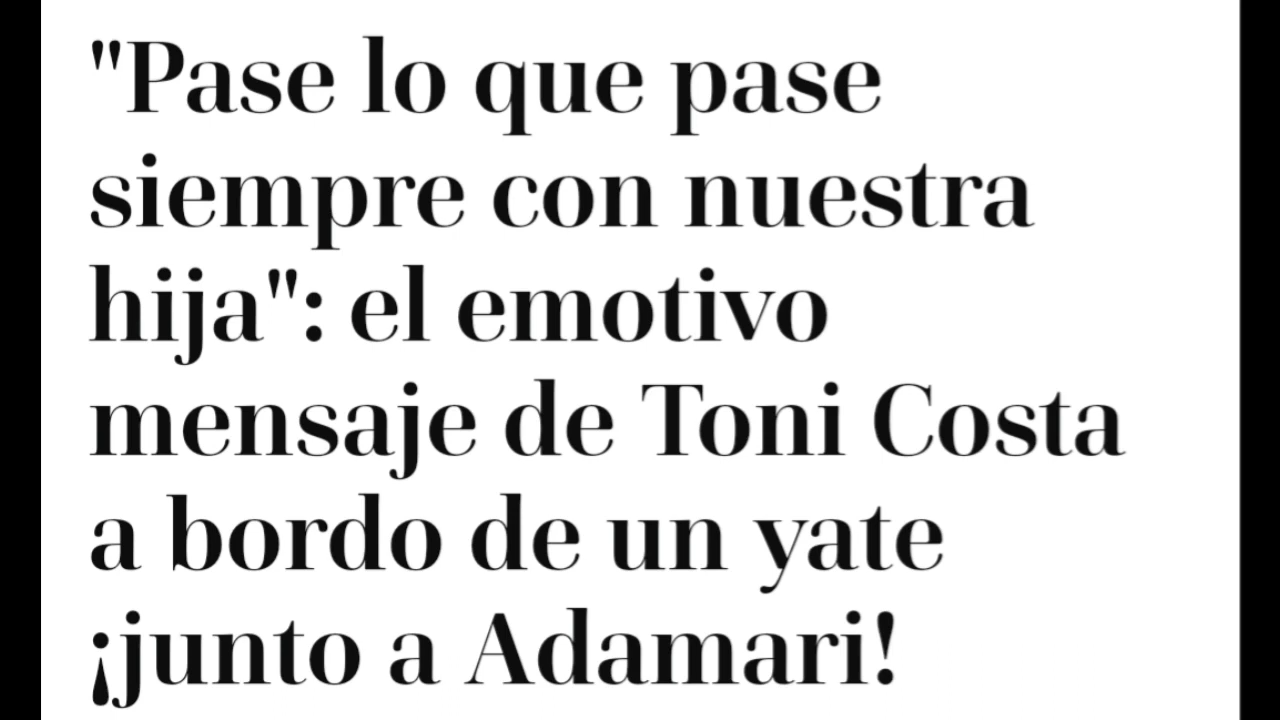 "Pase lo que pase
siempre con nuestra
hija": el emotivo
mensaje de Toni Costa
a bordo de un yate
¡junto a Adamari!